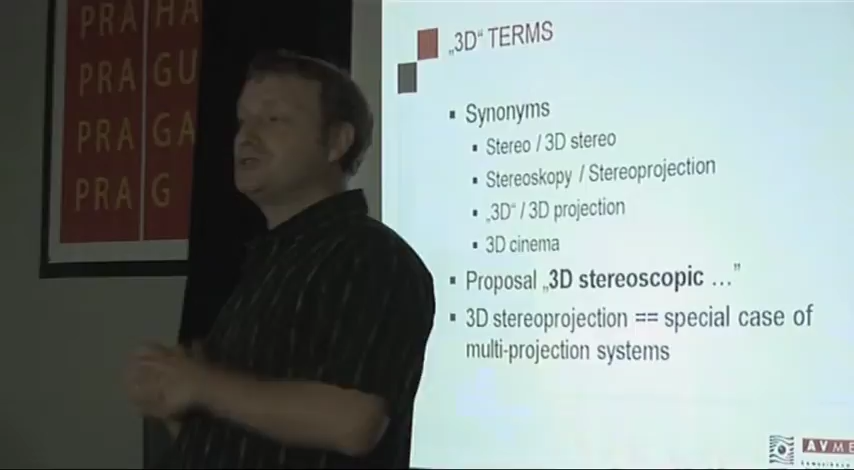 PRA HA
PRA GU
PRA GA
PRA G
„3D“ TERMS
Synonyms
Stereo / 3D stereo
Stereoskopy / Stereoprojection
„3D“ / 3D projection
3D cinema
Proposal „3D stereoscopic …”
3D stereoprojection == special case of
multi-projection systems
AVME